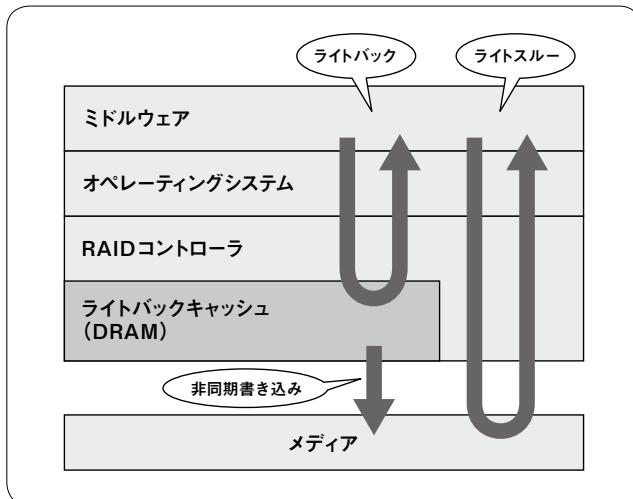 ライトバック
ライトスルー
ミドルウェア
オペレーティングシステム
RAIDコントローラ
ライトバックキャッシュ
（DRAM）
非同期書き込み
メディア